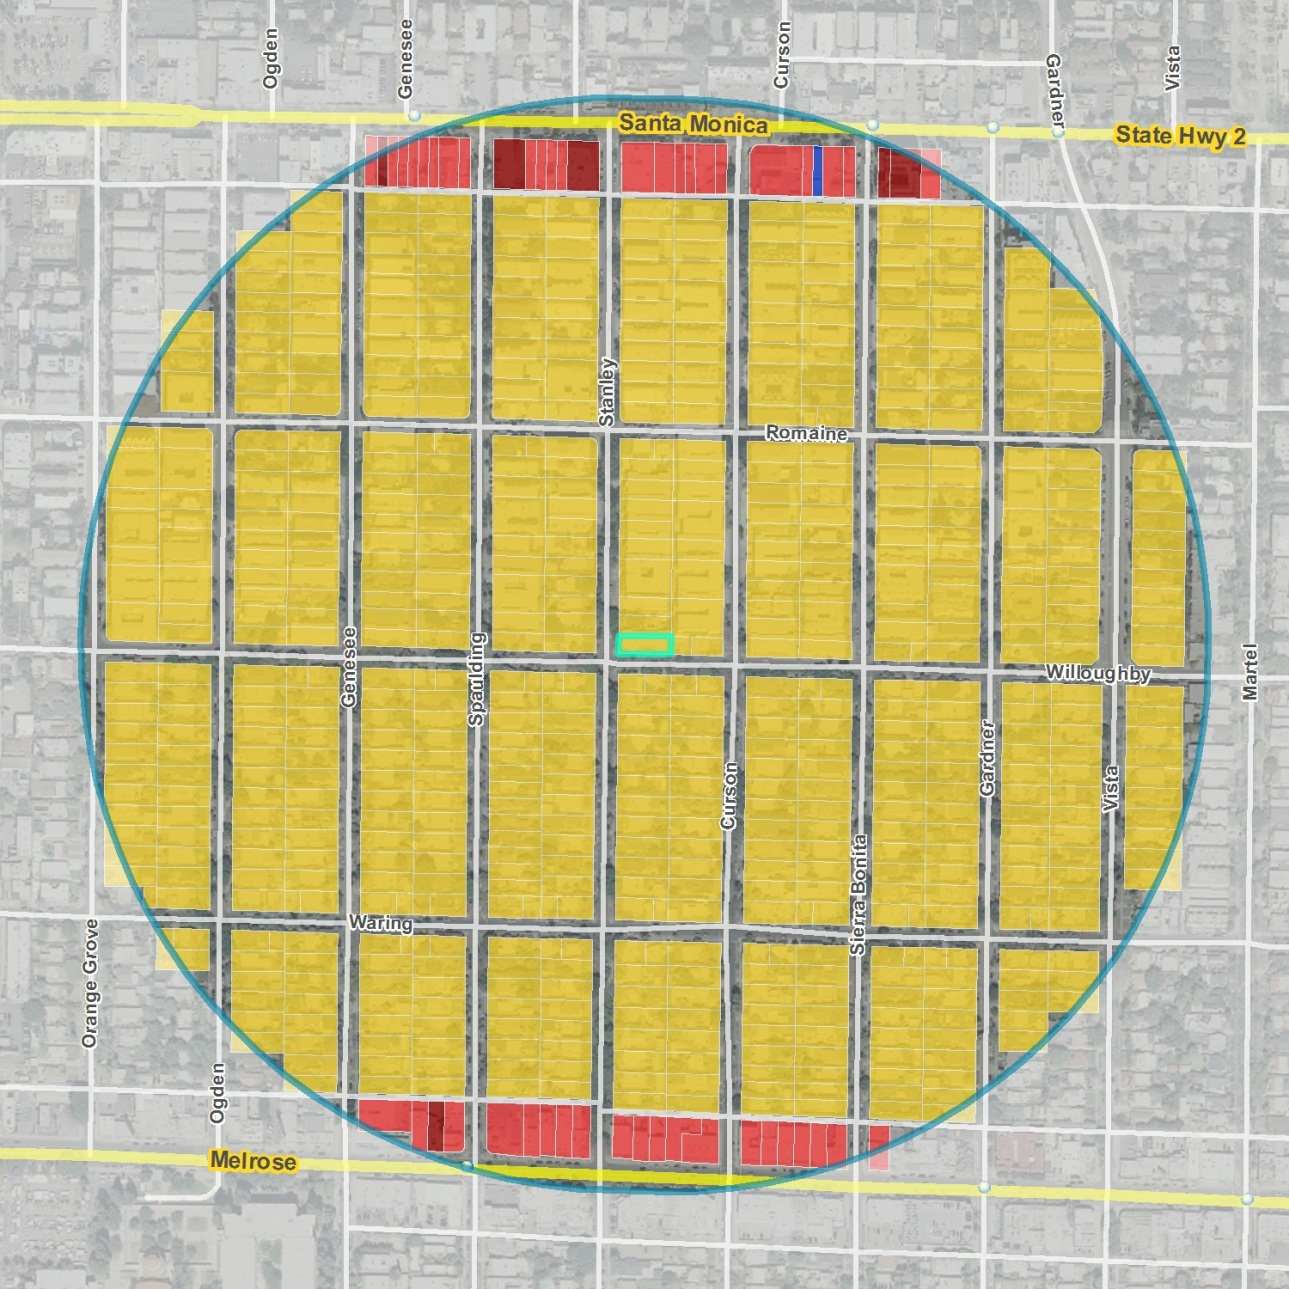 Ogden
Genesee
Curson
Gardner
Vista
Santa Monica
State Hwy 2
Stanley
Romaine
Genesee
Spaulding
Willoughby
Martel
Curson
Gardner
Vista
Sierra Bonita
Waring
Orange Grove
Ogden
Melrose